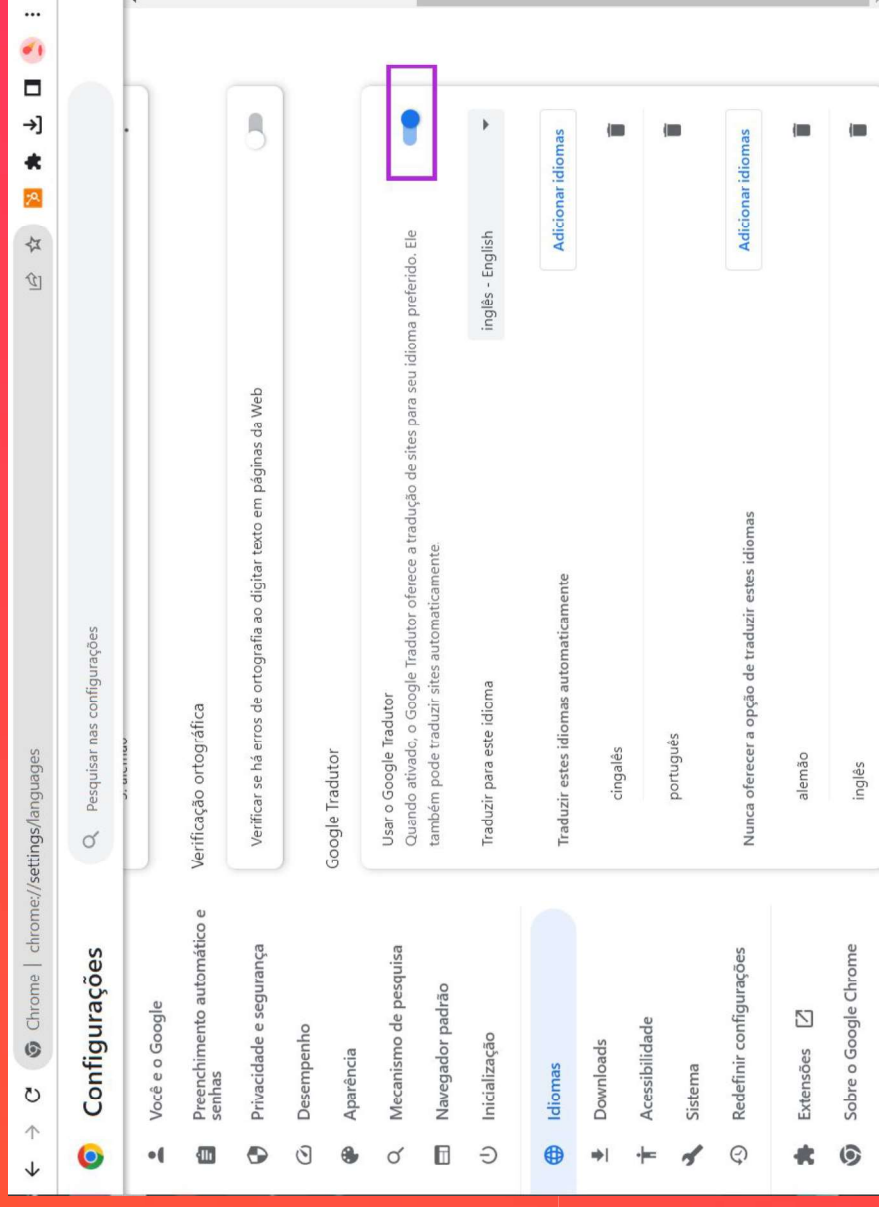 Chrome | chrome://settings/languages
Configurações
Pesquisar nas configurações
Você e o Google
Preenchimento automático e
senhas
Privacidade e segurança
Desempenho
Aparência
Mecanismo de pesquisa
Navegador padrão
Inicialização
Idiomas
Downloads
Acessibilidade
Sistema
Redefinir configurações
Extensões
Sobre o Google Chrome
Verificação ortográfica
Verificar se há erros de ortografia ao digitar texto em páginas da Web
Google Tradutor
Usar o Google Tradutor
Quando ativado, o Google Tradutor oferece a tradução de sites para seu idioma preferido. Ele
também pode traduzir sites automaticamente.
Traduzir para este idioma
inglês - English
Traduzir estes idiomas automaticamente
Adicionar idiomas
cingalês
português
Nunca oferecer a opção de traduzir estes idiomas
Adicionar idiomas
alemão
inglês